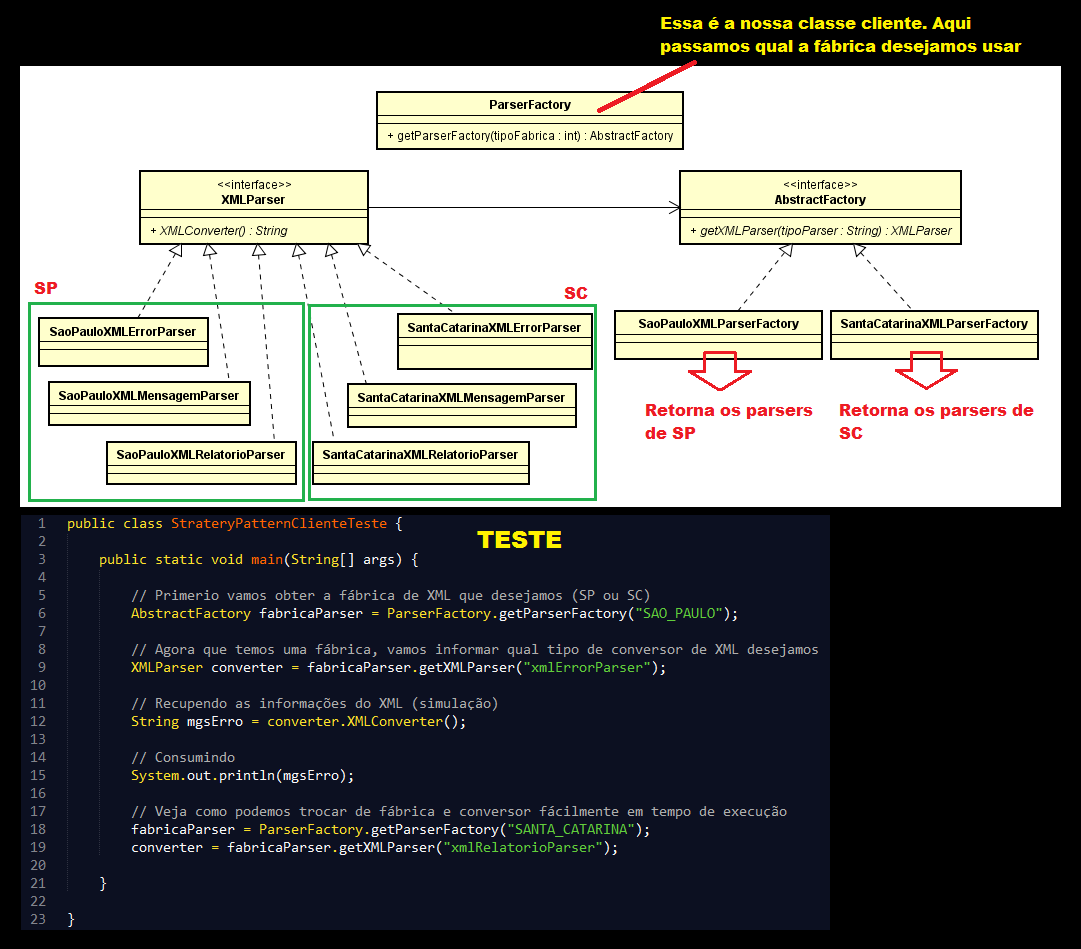 Essa é a nossa classe cliente. Aqui
passamos qual a fábrica desejamos usar
ParserFactory
+ getParserFactory(tipoFabrica : int) : AbstractFactory
<<interface>>
XMLParser
+ XMLConverter() : String
<<interface>>
AbstractFactory
+ getXMLParser(tipoParser : String) : XMLParser
SP
SC
SaoPauloXMLErrorParser
SaoPauloXMLMensagemParser
SaoPauloXMLRelatorioParser
SantaCatarinaXMLErrorParser
SantaCatarinaXMLMensagemParser
SantaCatarinaXMLRelatorioParser
SaoPauloXMLParserFactory
SantaCatarinaXMLParserFactory
Retorna os parsers
de SP
Retorna os parsers de
SC
TESTE
1 public class StrateryPatternClienteTeste {
2
3 public static void main(String[] args) {
4
5 // Primerio vamos obter a fábrica de XML que desejamos (SP ou SC)
6 AbstractFactory fabricaParser = ParserFactory.getParserFactory("SAO_PAULO");
7
8 // Agora que temos uma fábrica, vamos informar qual tipo de conversor de XML desejamos
9 XMLParser converter = fabricaParser.getXMLParser("xmlErrorParser");
10
11 // Recupendo as informações do XML (simulação)
12 String mgsErro = converter.XMLConverter();
13
14 // Consumindo
15 System.out.println(mgsErro);
16
17 // Veja como podemos trocar de fábrica e conversor fácilmente em tempo de execução
18 fabricaParser = ParserFactory.getParserFactory("SANTA_CATARINA");
19 converter = fabricaParser.getXMLParser("xmlRelatorioParser");
20
21 }
22
23 }